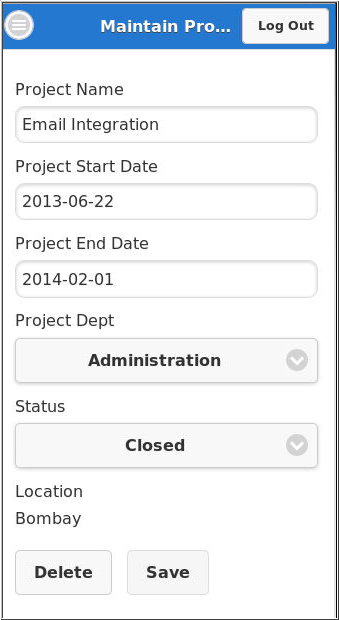 Maintain Pro...
Log Out
Project Name
Email Integration
Project Start Date
2013-06-22
Project End Date
2014-02-01
Project Dept
Administration
Status
Closed
Location
Bombay
Delete
Save